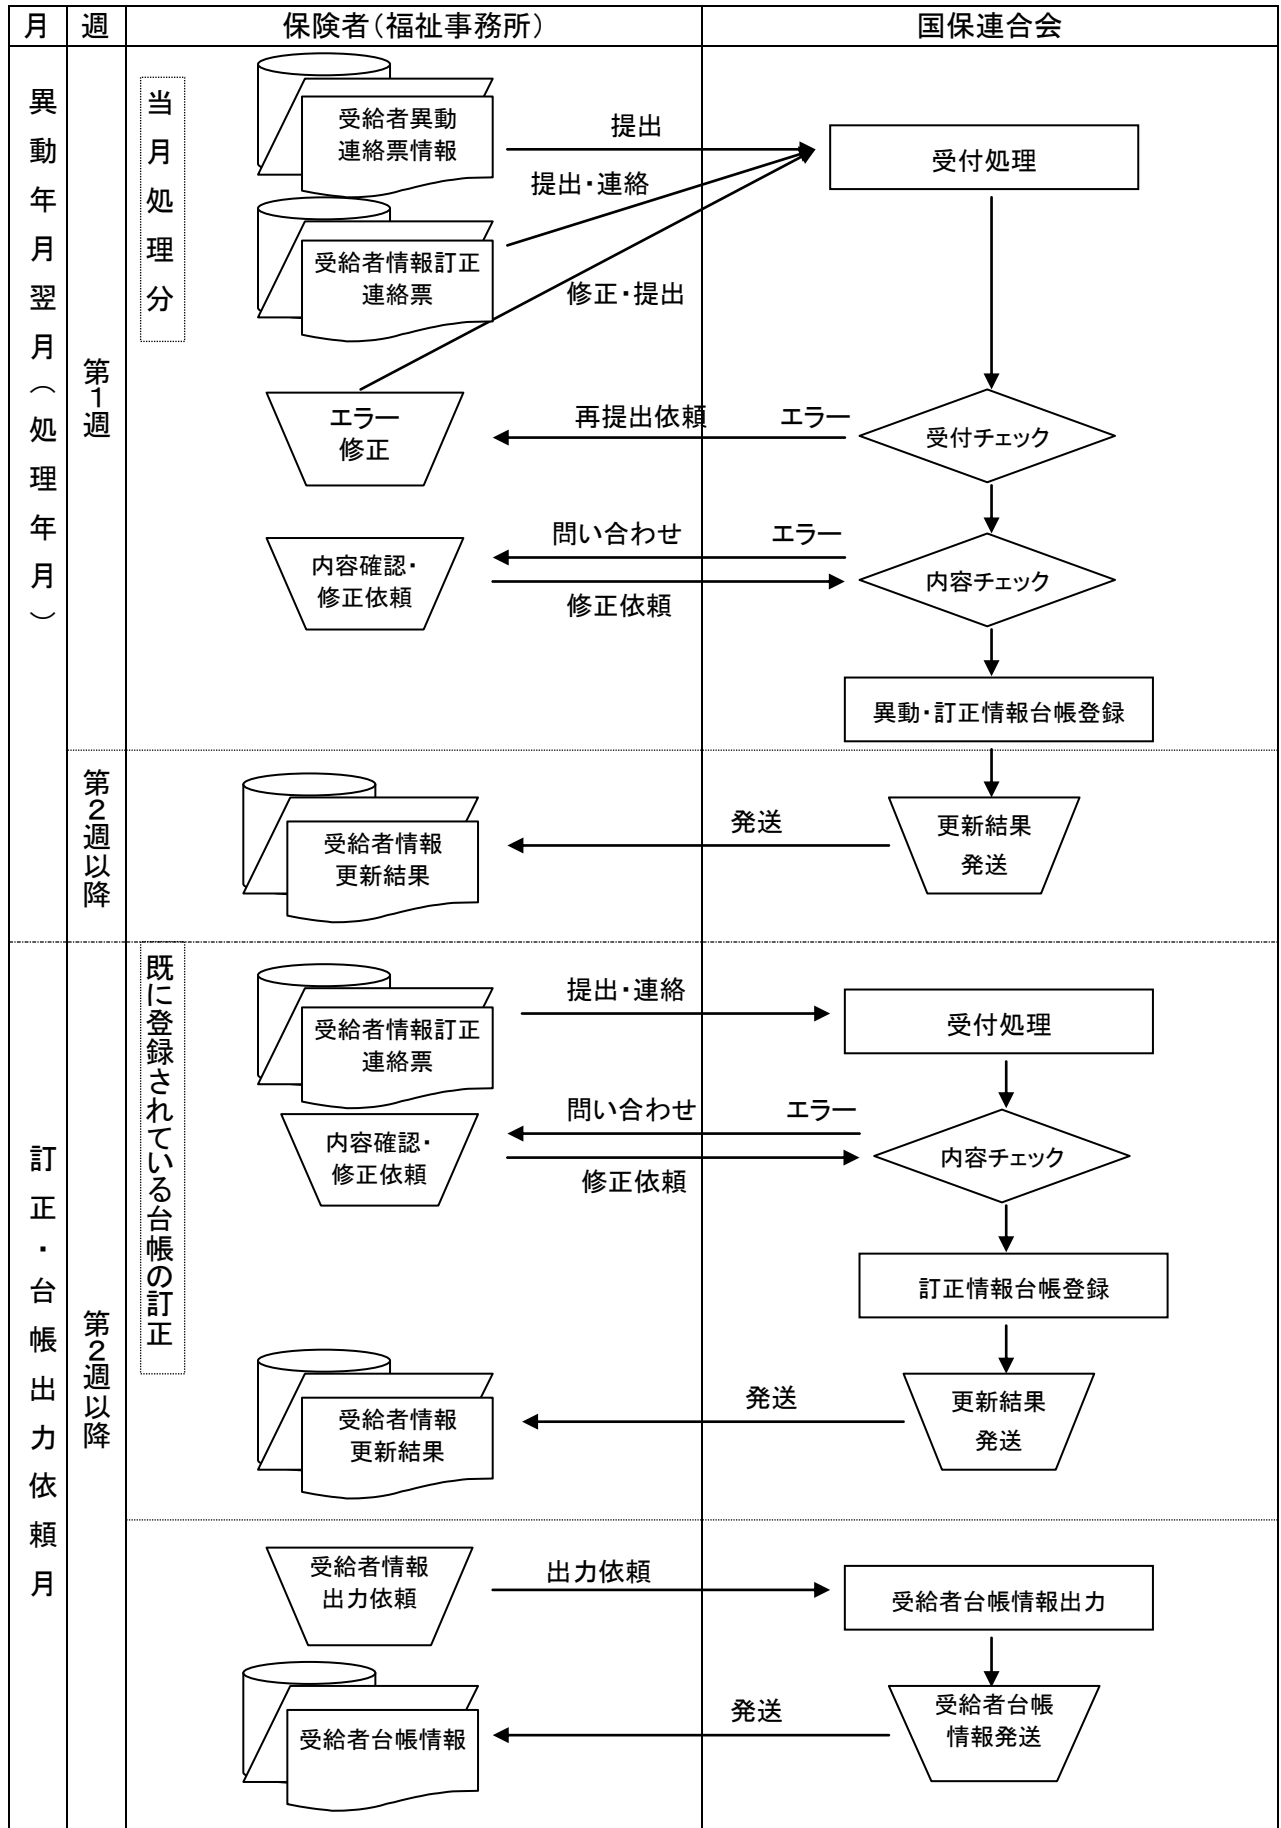 月
週
保険者（福祉事務所）
国保連合会
異動年月翌月（処理年月）
第1週
当月処理分
受給者異動
連絡票情報
提出
受付処理
提出・連絡
受給者情報訂正
連絡票
修正・提出
エラー
修正
再提出依頼
エラー
受付チェック
問い合わせ
エラー
内容確認・
修正依頼
内容チェック
修正依頼
異動・訂正情報台帳登録
第2週以降
受給者情報
更新結果
発送
更新結果
発送
訂正・台帳出力依頼月
第2週以降
既に登録されている台帳の訂正
受給者情報訂正
連絡票
提出・連絡
受付処理
問い合わせ
エラー
内容確認・
修正依頼
内容チェック
修正依頼
訂正情報台帳登録
受給者情報
更新結果
発送
更新結果
発送
受給者情報
出力依頼
出力依頼
受給者台帳情報出力
受給者台帳情報
発送
受給者台帳
情報発送